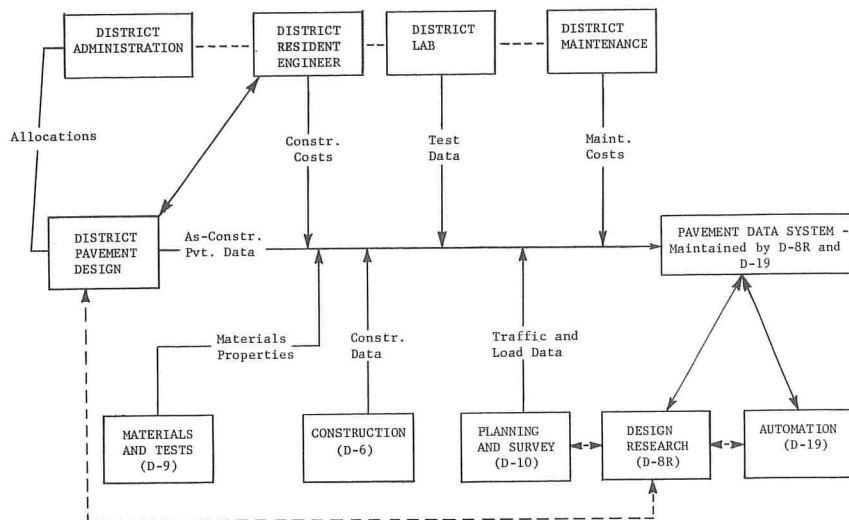 DISTRICT
ADMINISTRATION
DISTRICT
RESIDENT
ENGINEER
DISTRICT
LAB
DISTRICT
MAINTENANCE
Allocations
Constr.
Costs
Test
Data
Maint.
Costs
DISTRICT
PAVEMENT
DESIGN
As-Constr.
Pvt. Data
PAVEMENT DATA SYSTEM -
Maintained by D-8R and
D-19
Materials
Properties
Constr.
Data
Traffic and
Load Data
MATERIALS
AND TESTS
(D-9)
CONSTRUCTION
(D-6)
PLANNING
AND SURVEY
(D-10)
DESIGN
RESEARCH
(D-8R)
AUTOMATION
(D-19)